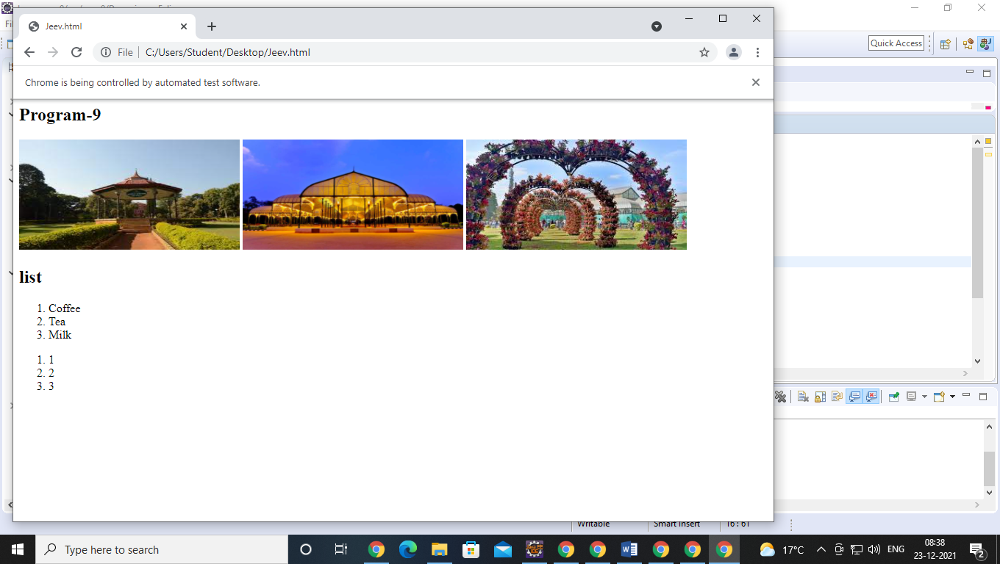 Jeev.html
Quick Access
File
C:/Users/Student/Desktop/Jeev.html
Chrome is being controlled by automated test software.
Program-9
list
1. Coffee
2. Tea
3. Milk
1. 1
2. 2
3. 3
Writable
Smart Insert
16 : 61
Type here to search
17°C
ENG
08:38
23-12-2021
2